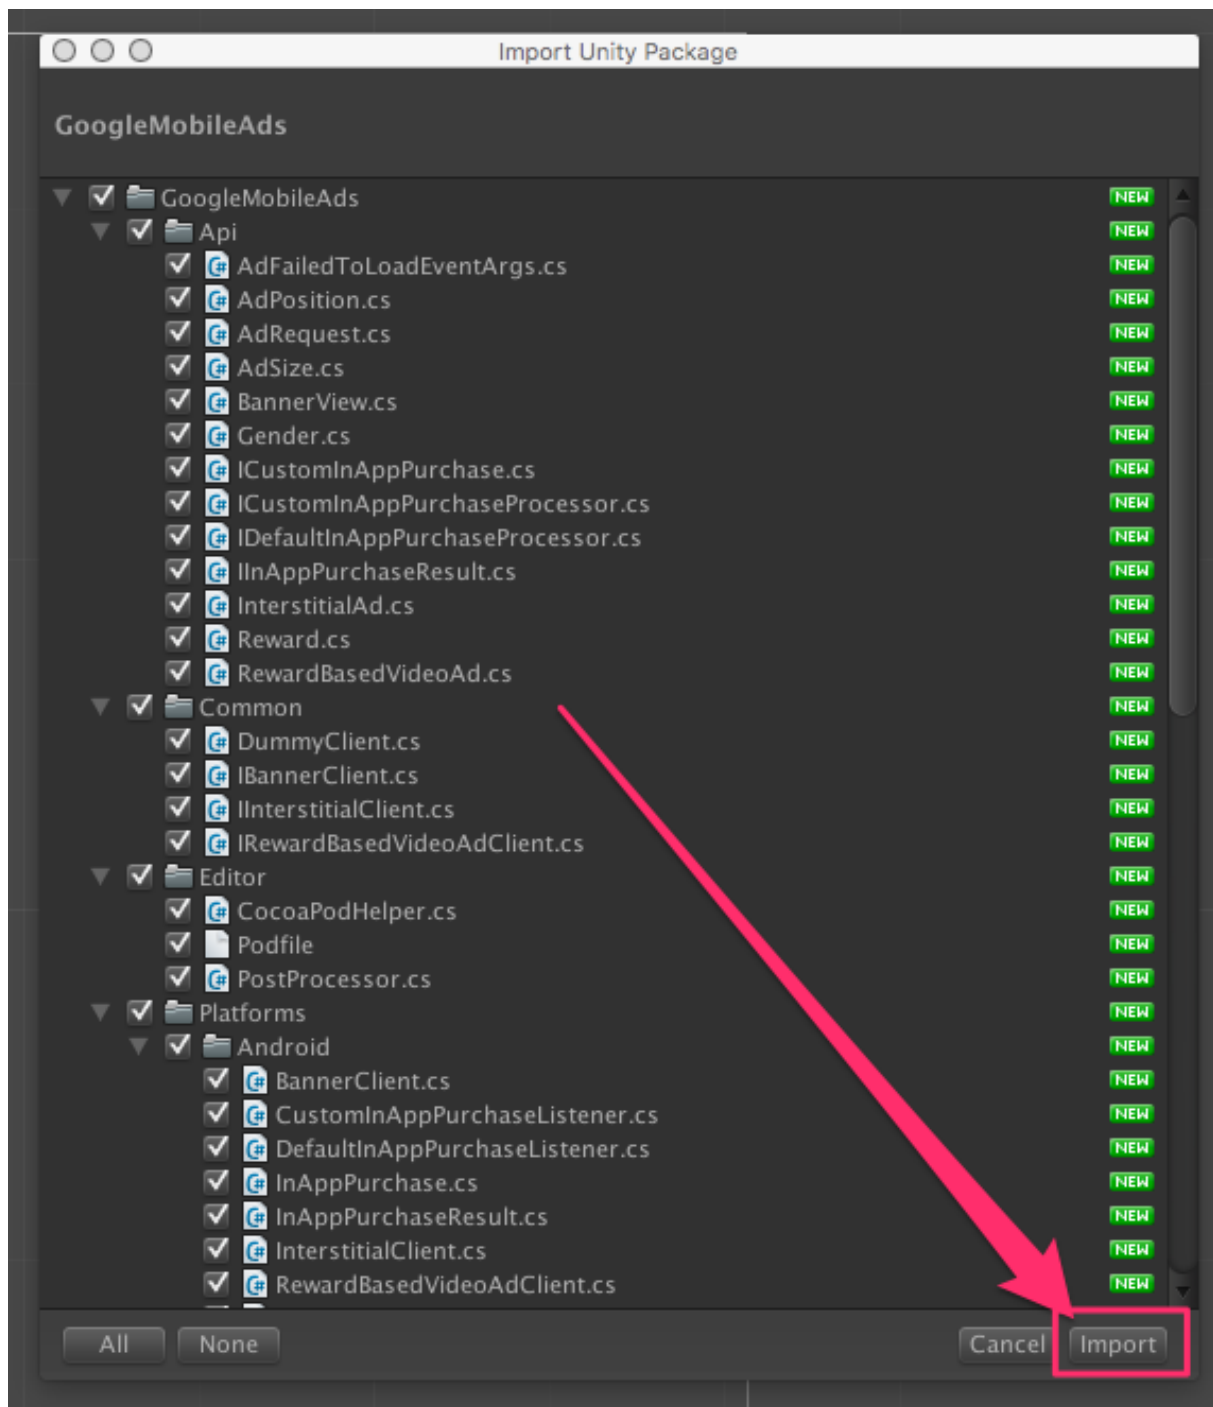 Import Unity Package
GoogleMobileAds
GoogleMobileAds NEW
Api NEW
AdFailedToLoadEventArgs.cs NEW
AdPosition.cs NEW
AdRequest.cs NEW
AdSize.cs NEW
BannerView.cs NEW
Gender.cs NEW
ICustomInAppPurchase.cs NEW
ICustomInAppPurchaseProcessor.cs NEW
IDefaultInAppPurchaseProcessor.cs NEW
IInAppPurchaseResult.cs NEW
InterstitialAd.cs NEW
Reward.cs NEW
RewardBasedVideoAd.cs NEW
Common NEW
DummyClient.cs NEW
IBannerClient.cs NEW
IInterstitialClient.cs NEW
IRewardBasedVideoAdClient.cs NEW
Editor NEW
CocoaPodHelper.cs NEW
Podfile NEW
PostProcessor.cs NEW
Platforms NEW
Android NEW
BannerClient.cs NEW
CustomInAppPurchaseListener.cs NEW
DefaultInAppPurchaseListener.cs NEW
InAppPurchase.cs NEW
InAppPurchaseResult.cs NEW
InterstitialClient.cs NEW
RewardBasedVideoAdClient.cs NEW
All None Cancel Import